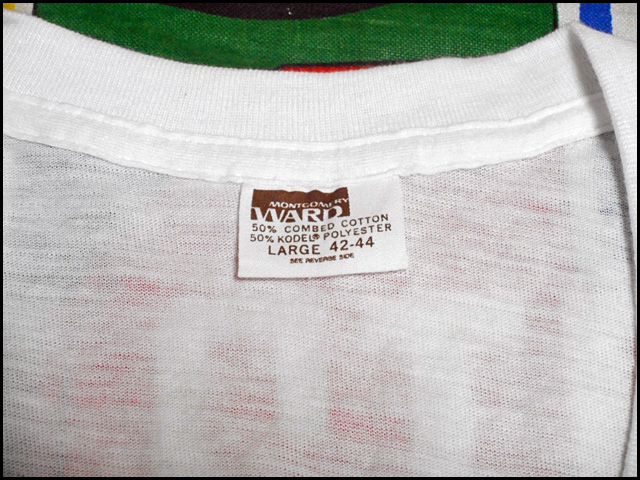 MONTGOMERY
WARD
50% COMBED COTTON
50% KODEL® POLYESTER
LARGE 42-44
SEE REVERSE SIDE